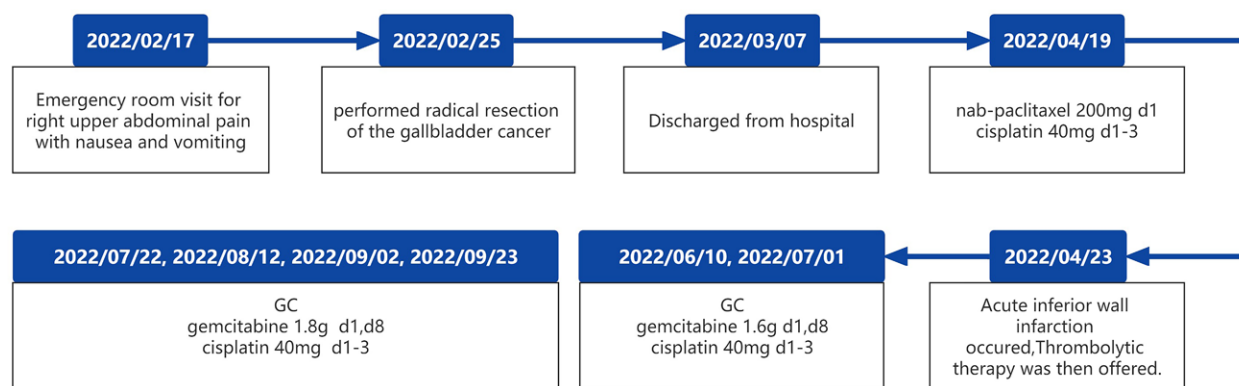 2022/02/17
Emergency room visit for
right upper abdominal pain
with nausea and vomiting
2022/02/25
performed radical resection
of the gallbladder cancer
2022/03/07
Discharged from hospital
2022/04/19
nab-paclitaxel 200mg d1
cisplatin 40mg d1-3
2022/04/23
Acute inferior wall
infarction
occured,Thrombolytic
therapy was then offered.
2022/06/10, 2022/07/01
GC
gemcitabine 1.6g d1,d8
cisplatin 40mg d1-3
2022/07/22, 2022/08/12, 2022/09/02, 2022/09/23
GC
gemcitabine 1.8g d1,d8
cisplatin 40mg d1-3